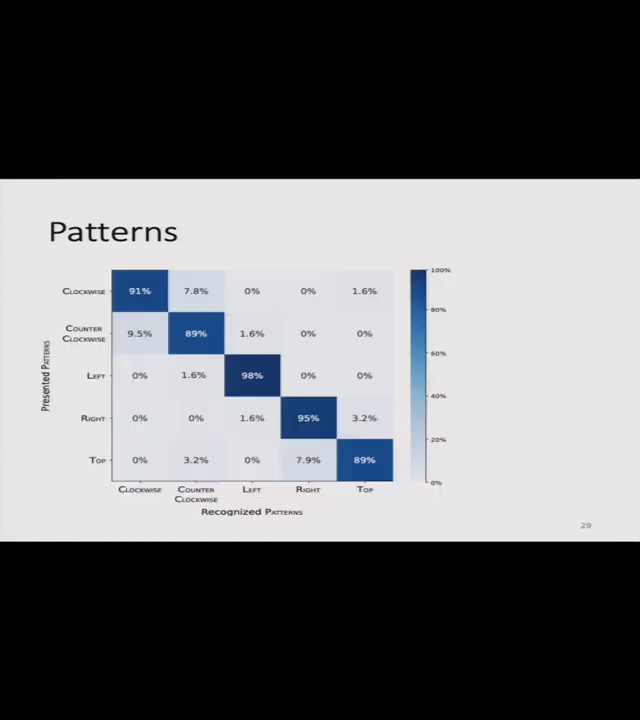 Patterns
Presented Patterns
Clockwise 91% 7.8% 0% 0% 1.6%
Counter
Clockwise 9.5% 89% 1.6% 0% 0%
Left 0% 1.6% 98% 0% 0%
Right 0% 0% 1.6% 95% 3.2%
Top 0% 3.2% 0% 7.9% 89%
Clockwise Counter Left Right Top
Clockwise
Recognized Patterns
100%
80%
60%
40%
20%
0%
29